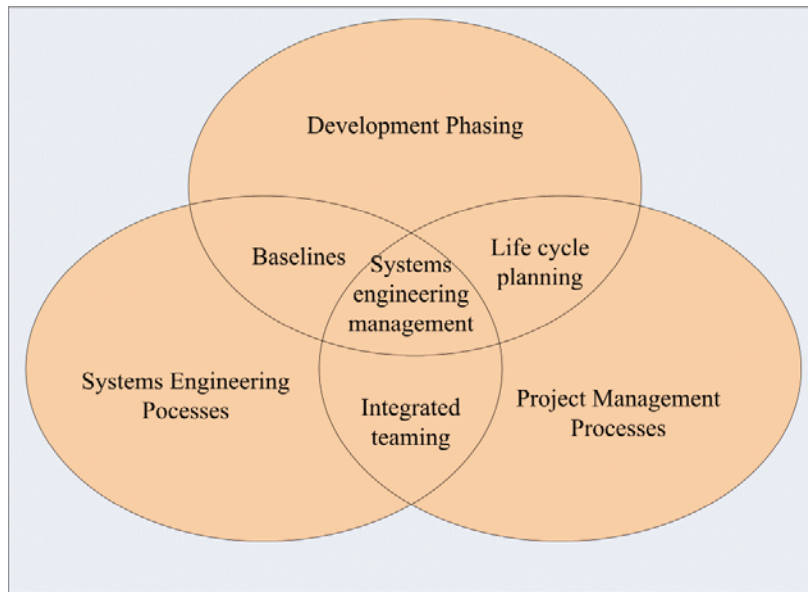 Development Phasing
Baselines
Life cycle
planning
Systems
engineering
management
Systems Engineering
Pocesses
Integrated
teaming
Project Management
Processes